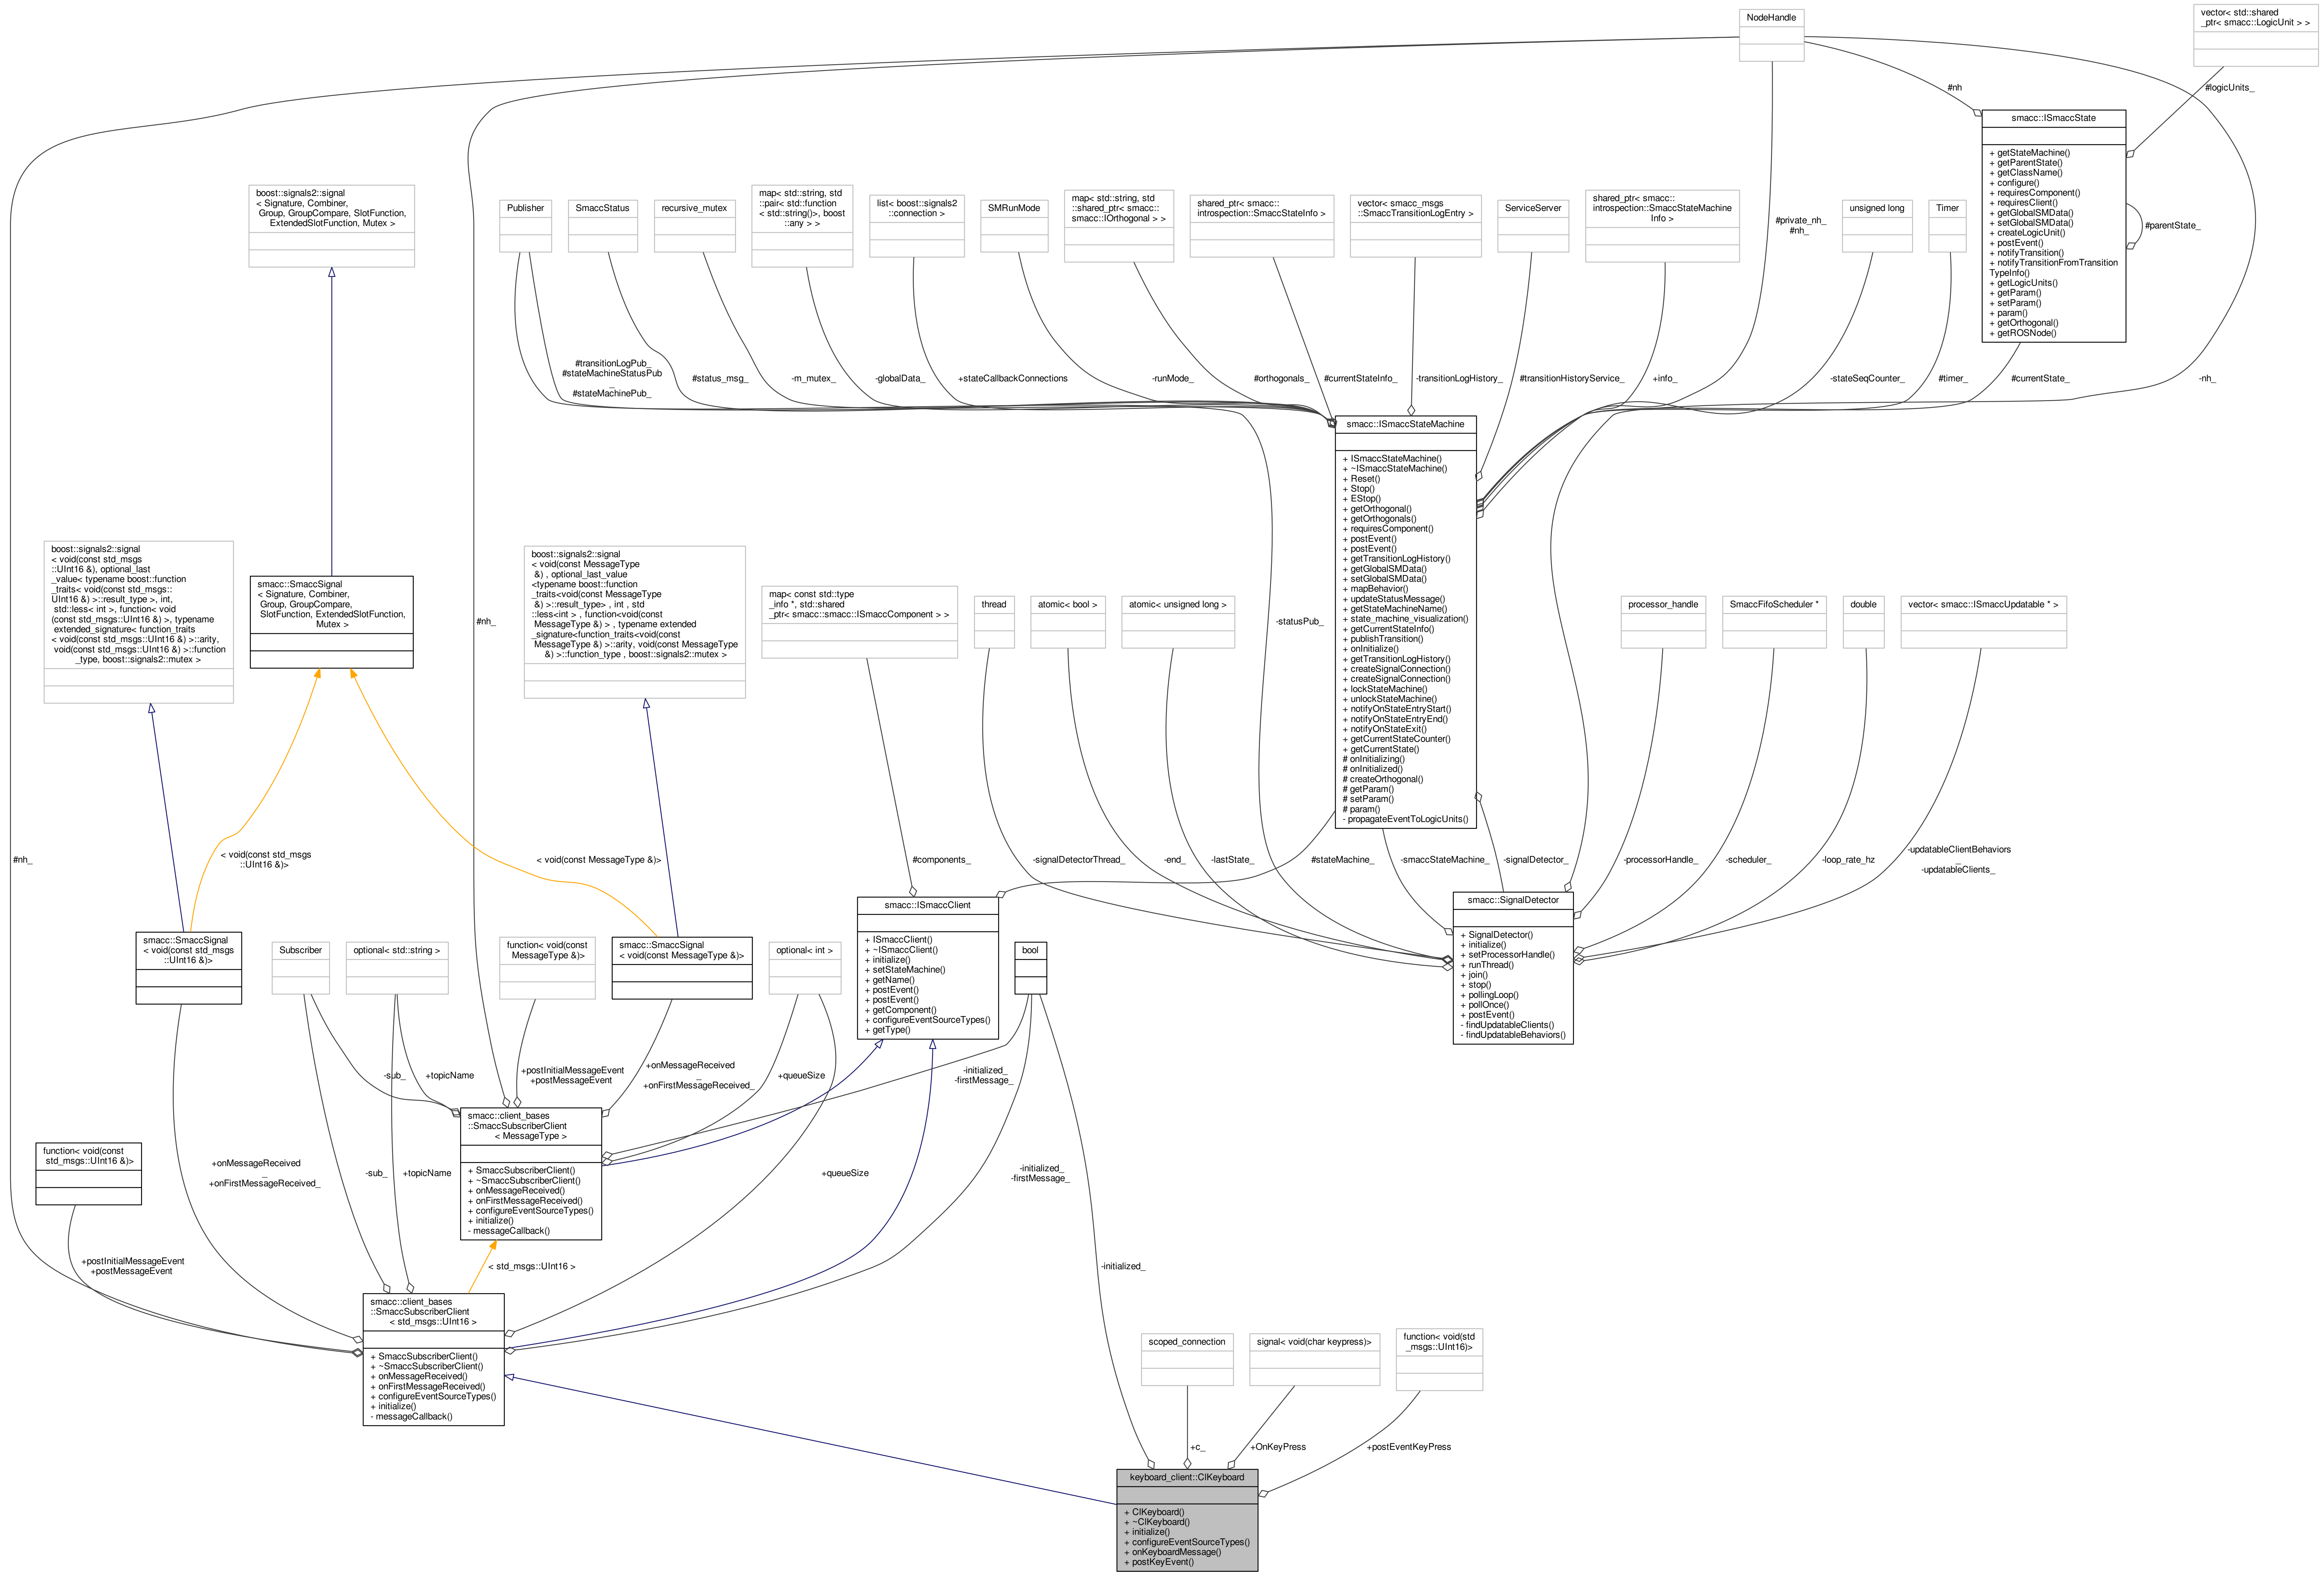 NodeHandle
vector< std::shared
_ptr< smacc::LogicUnit > >
#nh
#logicUnits_
smacc::ISmaccState
+ getStateMachine()
+ getParentState()
+ getClassName()
+ configure()
+ requiresComponent()
+ requiresClient()
+ getGlobalSMData()
+ setGlobalSMData()
+ createLogicUnit()
+ postEvent()
+ notifyTransition()
+ notifyTransitionFromTransition
TypeInfo()
+ getLogicUnits()
+ getParam()
+ setParam()
+ param()
+ getOrthogonal()
+ getROSNode()
#parentState_
boost::signals2::signal
< Signature, Combiner,
Group, GroupCompare, SlotFunction,
ExtendedSlotFunction, Mutex >
Publisher
SmaccStatus
recursive_mutex
map< std::string, std
::pair< std::function
< std::string()>, boost
::any > >
list< boost::signals2
::connection >
SMRunMode
map< std::string, std
::shared_ptr< smacc::
smacc::IOrthogonal > >
shared_ptr< smacc::
introspection::SmaccStateInfo >
vector< smacc_msgs
::SmaccTransitionLogEntry >
ServiceServer
shared_ptr< smacc::
introspection::SmaccStateMachine
Info >
#private_nh_
#nh_
unsigned long
Timer
#transitionLogPub_
#stateMachineStatusPub
_
#stateMachinePub_
#status_msg_
-m_mutex_
-globalData_
+stateCallbackConnections
-runMode_
#orthogonals_
#currentStateInfo_
-transitionLogHistory_
#transitionHistoryService_
+info_
-stateSeqCounter_
#timer_
#currentState_
-nh_
smacc::ISmaccStateMachine
+ ISmaccStateMachine()
+ ~ISmaccStateMachine()
+ Reset()
+ Stop()
+ EStop()
+ getOrthogonal()
+ getOrthogonals()
+ requiresComponent()
+ postEvent()
+ postEvent()
+ getTransitionLogHistory()
+ getGlobalSMData()
+ setGlobalSMData()
+ mapBehavior()
+ updateStatusMessage()
+ getStateMachineName()
+ state_machine_visualization()
+ getCurrentStateInfo()
+ publishTransition()
+ onInitialize()
+ getTransitionLogHistory()
+ createSignalConnection()
+ createSignalConnection()
+ lockStateMachine()
+ unlockStateMachine()
+ notifyOnStateEntryStart()
+ notifyOnStateEntryEnd()
+ notifyOnStateExit()
+ getCurrentStateCounter()
+ getCurrentState()
# onInitializing()
# onInitialized()
# createOrthogonal()
# getParam()
# setParam()
# param()
- propagateEventToLogicUnits()
boost::signals2::signal
< void(const std_msgs
::UInt16 &), optional_last
_value< typename boost::function
_traits< void(const std_msgs::
UInt16 &) >::result_type >, int,
std::less< int >, function< void
(const std_msgs::UInt16 &) >, typename
extended_signature< function_traits
< void(const std_msgs::UInt16 &) >::arity,
void(const std_msgs::UInt16 &) >::function
_type, boost::signals2::mutex >
smacc::SmaccSignal
< Signature, Combiner,
Group, GroupCompare,
SlotFunction, ExtendedSlotFunction,
Mutex >
#nh_
boost::signals2::signal
< void(const MessageType
&) , optional_last_value
<typename boost::function
_traits<void(const MessageType
&) >::result_type> , int , std
::less<int > , function<void(const
MessageType &) > , typename extended
_signature<function_traits<void(const
MessageType &) >::arity, void(const MessageType
&) >::function_type , boost::signals2::mutex >
map< const std::type
_info *, std::shared
_ptr< smacc::smacc::ISmaccComponent > >
thread
atomic< bool >
atomic< unsigned long >
-statusPub_
processor_handle
SmaccFifoScheduler *
double
vector< smacc::ISmaccUpdatable * >
#nh_
< void(const std_msgs
::UInt16 &)>
< void(const MessageType &)>
#components_
-signalDetectorThread_
-end_
-lastState_
#stateMachine_
-smaccStateMachine_
-signalDetector_
-processorHandle_
-scheduler_
-loop_rate_hz
-updatableClientBehaviors
_
-updatableClients_
smacc::SmaccSignal
< void(const std_msgs
::UInt16 &)>
Subscriber
optional< std::string >
function< void(const
MessageType &)>
smacc::SmaccSignal
< void(const MessageType &)>
optional< int >
smacc::ISmaccClient
+ ISmaccClient()
+ ~ISmaccClient()
+ initialize()
+ setStateMachine()
+ getName()
+ postEvent()
+ postEvent()
+ getComponent()
+ configureEventSourceTypes()
+ getType()
bool
smacc::SignalDetector
+ SignalDetector()
+ initialize()
+ setProcessorHandle()
+ runThread()
+ join()
+ stop()
+ pollingLoop()
+ pollOnce()
+ postEvent()
- findUpdatableClients()
- findUpdatableBehaviors()
-sub_
+topicName
+postInitialMessageEvent
+postMessageEvent
+onMessageReceived
_
+onFirstMessageReceived_
+queueSize
-initialized_
-firstMessage_
smacc::client_bases
::SmaccSubscriberClient
< MessageType >
+ SmaccSubscriberClient()
+ ~SmaccSubscriberClient()
+ onMessageReceived()
+ onFirstMessageReceived()
+ configureEventSourceTypes()
+ initialize()
- messageCallback()
function< void(const
std_msgs::UInt16 &)>
+onMessageReceived
_
+onFirstMessageReceived_
-sub_
+topicName
+queueSize
-initialized_
-firstMessage_
+postInitialMessageEvent
+postMessageEvent
< std_msgs::UInt16 >
-initialized_
smacc::client_bases
::SmaccSubscriberClient
< std_msgs::UInt16 >
+ SmaccSubscriberClient()
+ ~SmaccSubscriberClient()
+ onMessageReceived()
+ onFirstMessageReceived()
+ configureEventSourceTypes()
+ initialize()
- messageCallback()
scoped_connection
signal< void(char keypress)>
function< void(std
_msgs::UInt16)>
+c_
+OnKeyPress
+postEventKeyPress
keyboard_client::ClKeyboard
+ ClKeyboard()
+ ~ClKeyboard()
+ initialize()
+ configureEventSourceTypes()
+ onKeyboardMessage()
+ postKeyEvent()